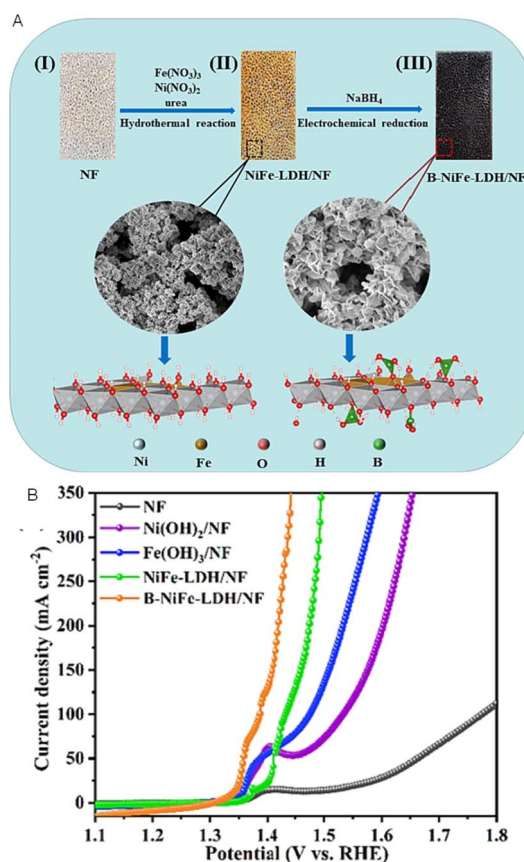 A
(I)
Fe(NO3)3
Ni(NO3)2
urea
Hydrothermal reaction
(II)
NaBH4
Electrochemical reduction
(III)
NF
NiFe-LDH/NF
B-NiFe-LDH/NF
Ni Fe O H B
B
NF
Ni(OH)2/NF
Fe(OH)3/NF
NiFe-LDH/NF
B-NiFe-LDH/NF
Current density (mA cm-2)
350
300
250
200
150
100
50
0
1.1 1.2 1.3 1.4 1.5 1.6 1.7 1.8
Potential (V vs. RHE)